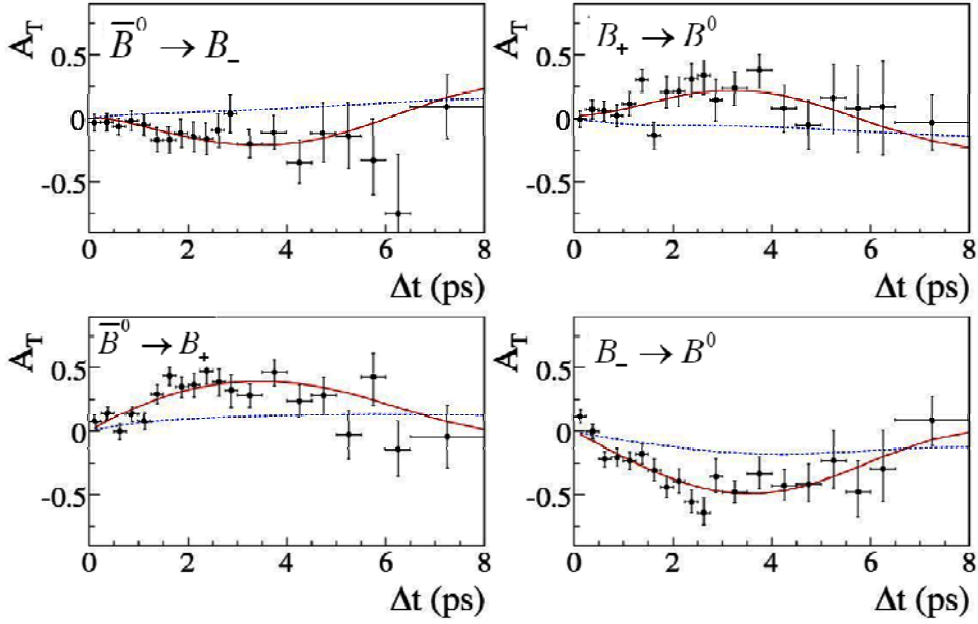 A_T
B̅⁰ → B₋
0.5
0
-0.5
0 2 4 6 8
Δt (ps)
A_T
B₊ → B⁰
0.5
0
-0.5
0 2 4 6 8
Δt (ps)
A_T
B̅⁰ → B₊
0.5
0
-0.5
0 2 4 6 8
Δt (ps)
A_T
B₋ → B⁰
0.5
0
-0.5
0 2 4 6 8
Δt (ps)